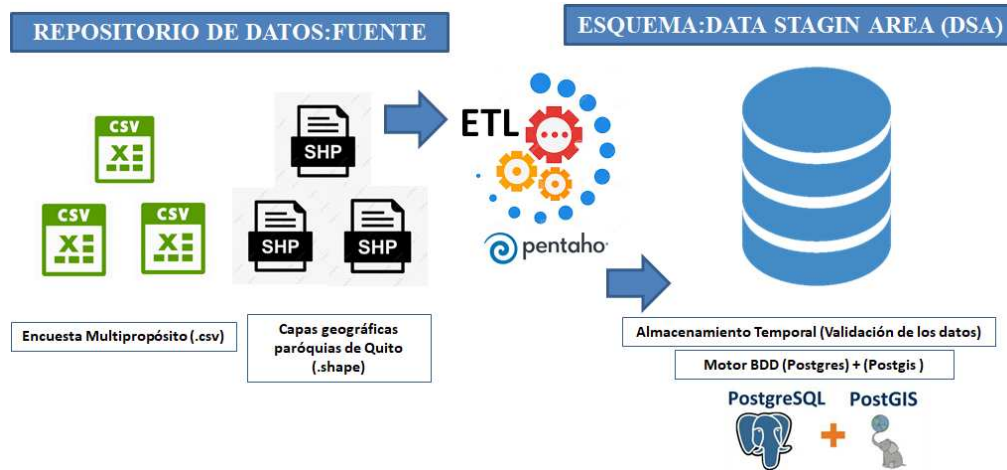 REPOSITORIO DE DATOS:FUENTE
ESQUEMA:DATA STAGIN AREA (DSA)
CSV
CSV
CSV
SHP
SHP
SHP
ETL
pentaho
Encuesta Multipropósito (.csv)
Capas geográficas
paróquias de Quito
(.shape)
Almacenamiento Temporal (Validación de los datos)
Motor BDD (Postgres) + (Postgis )
PostgreSQL
PostGIS